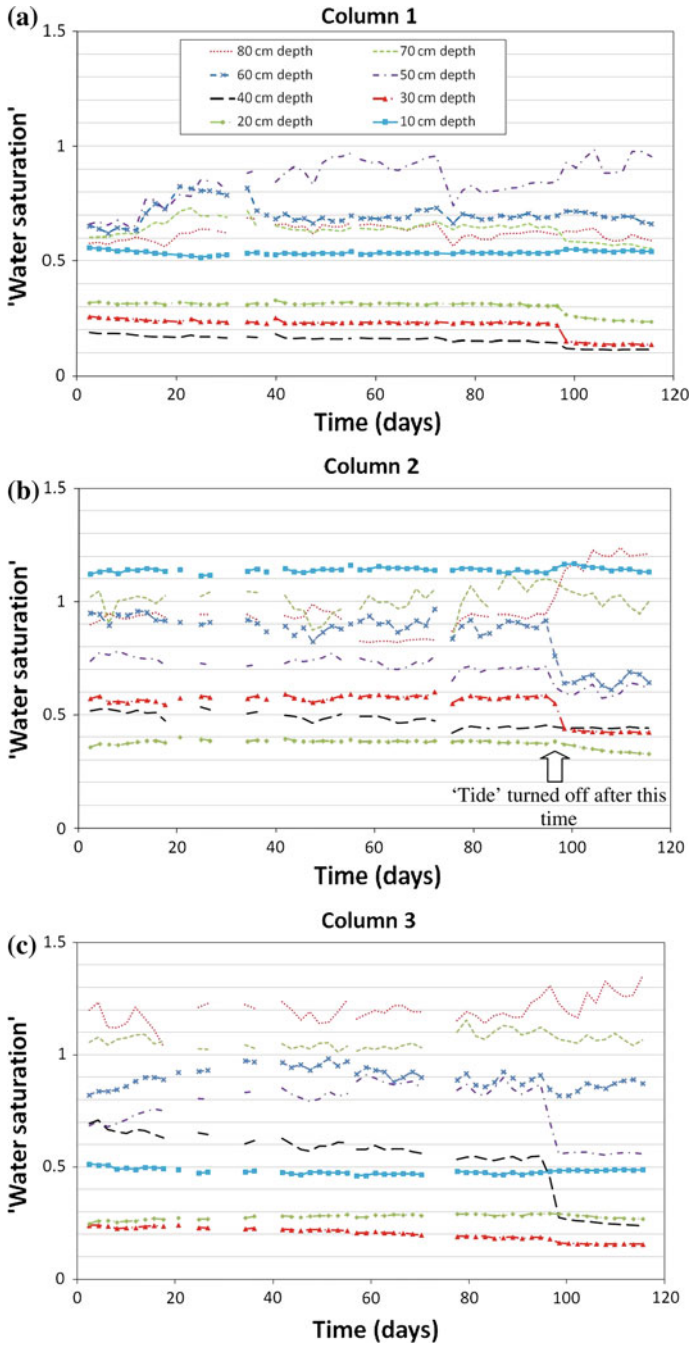 (a)
Column 1
1.5
80 cm depth
70 cm depth
60 cm depth
50 cm depth
40 cm depth
30 cm depth
20 cm depth
10 cm depth
1
0.5
0
'Water saturation'
0 20 40 60 80 100 120
Time (days)
(b)
Column 2
1.5
1
0.5
0
'Water saturation'
‘Tide’ turned off after this
time
0 20 40 60 80 100 120
Time (days)
(c)
Column 3
1.5
1
0.5
0
'Water saturation'
0 20 40 60 80 100 120
Time (days)